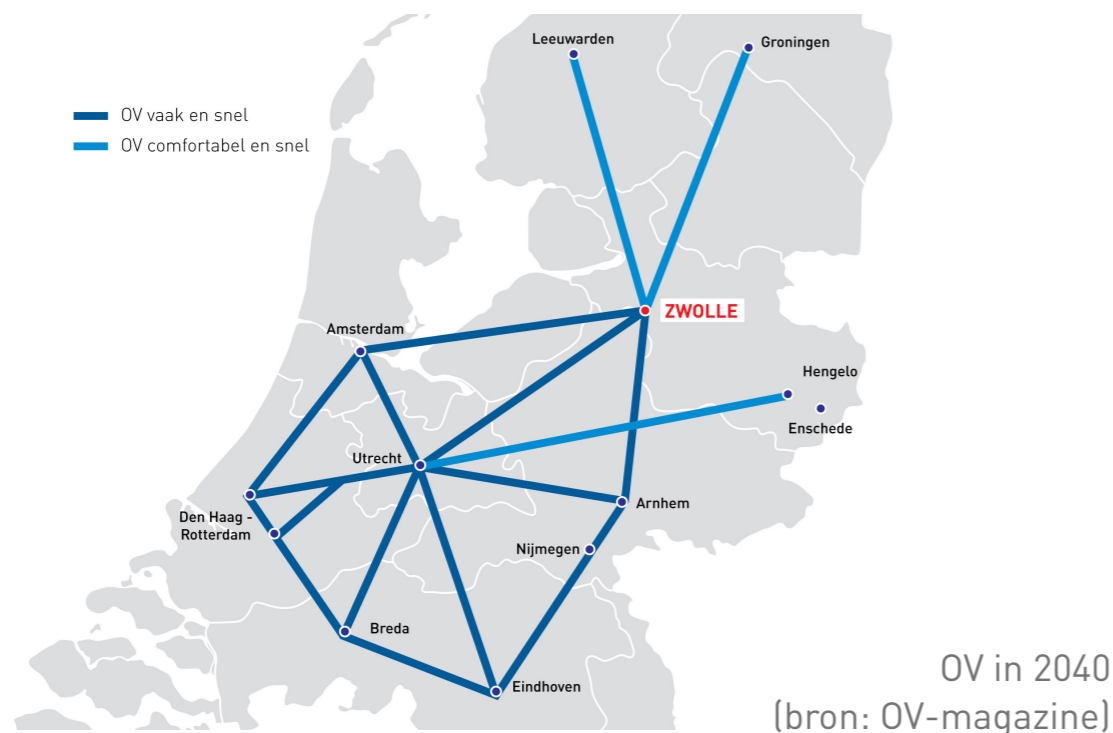 Leeuwarden
Groningen
OV vaak en snel
OV comfortabel en snel
ZWOLLE
Amsterdam
Hengelo
Enschede
Utrecht
Den Haag -
Rotterdam
Arnhem
Nijmegen
Breda
Eindhoven
OV in 2040
(bron: OV-magazine)